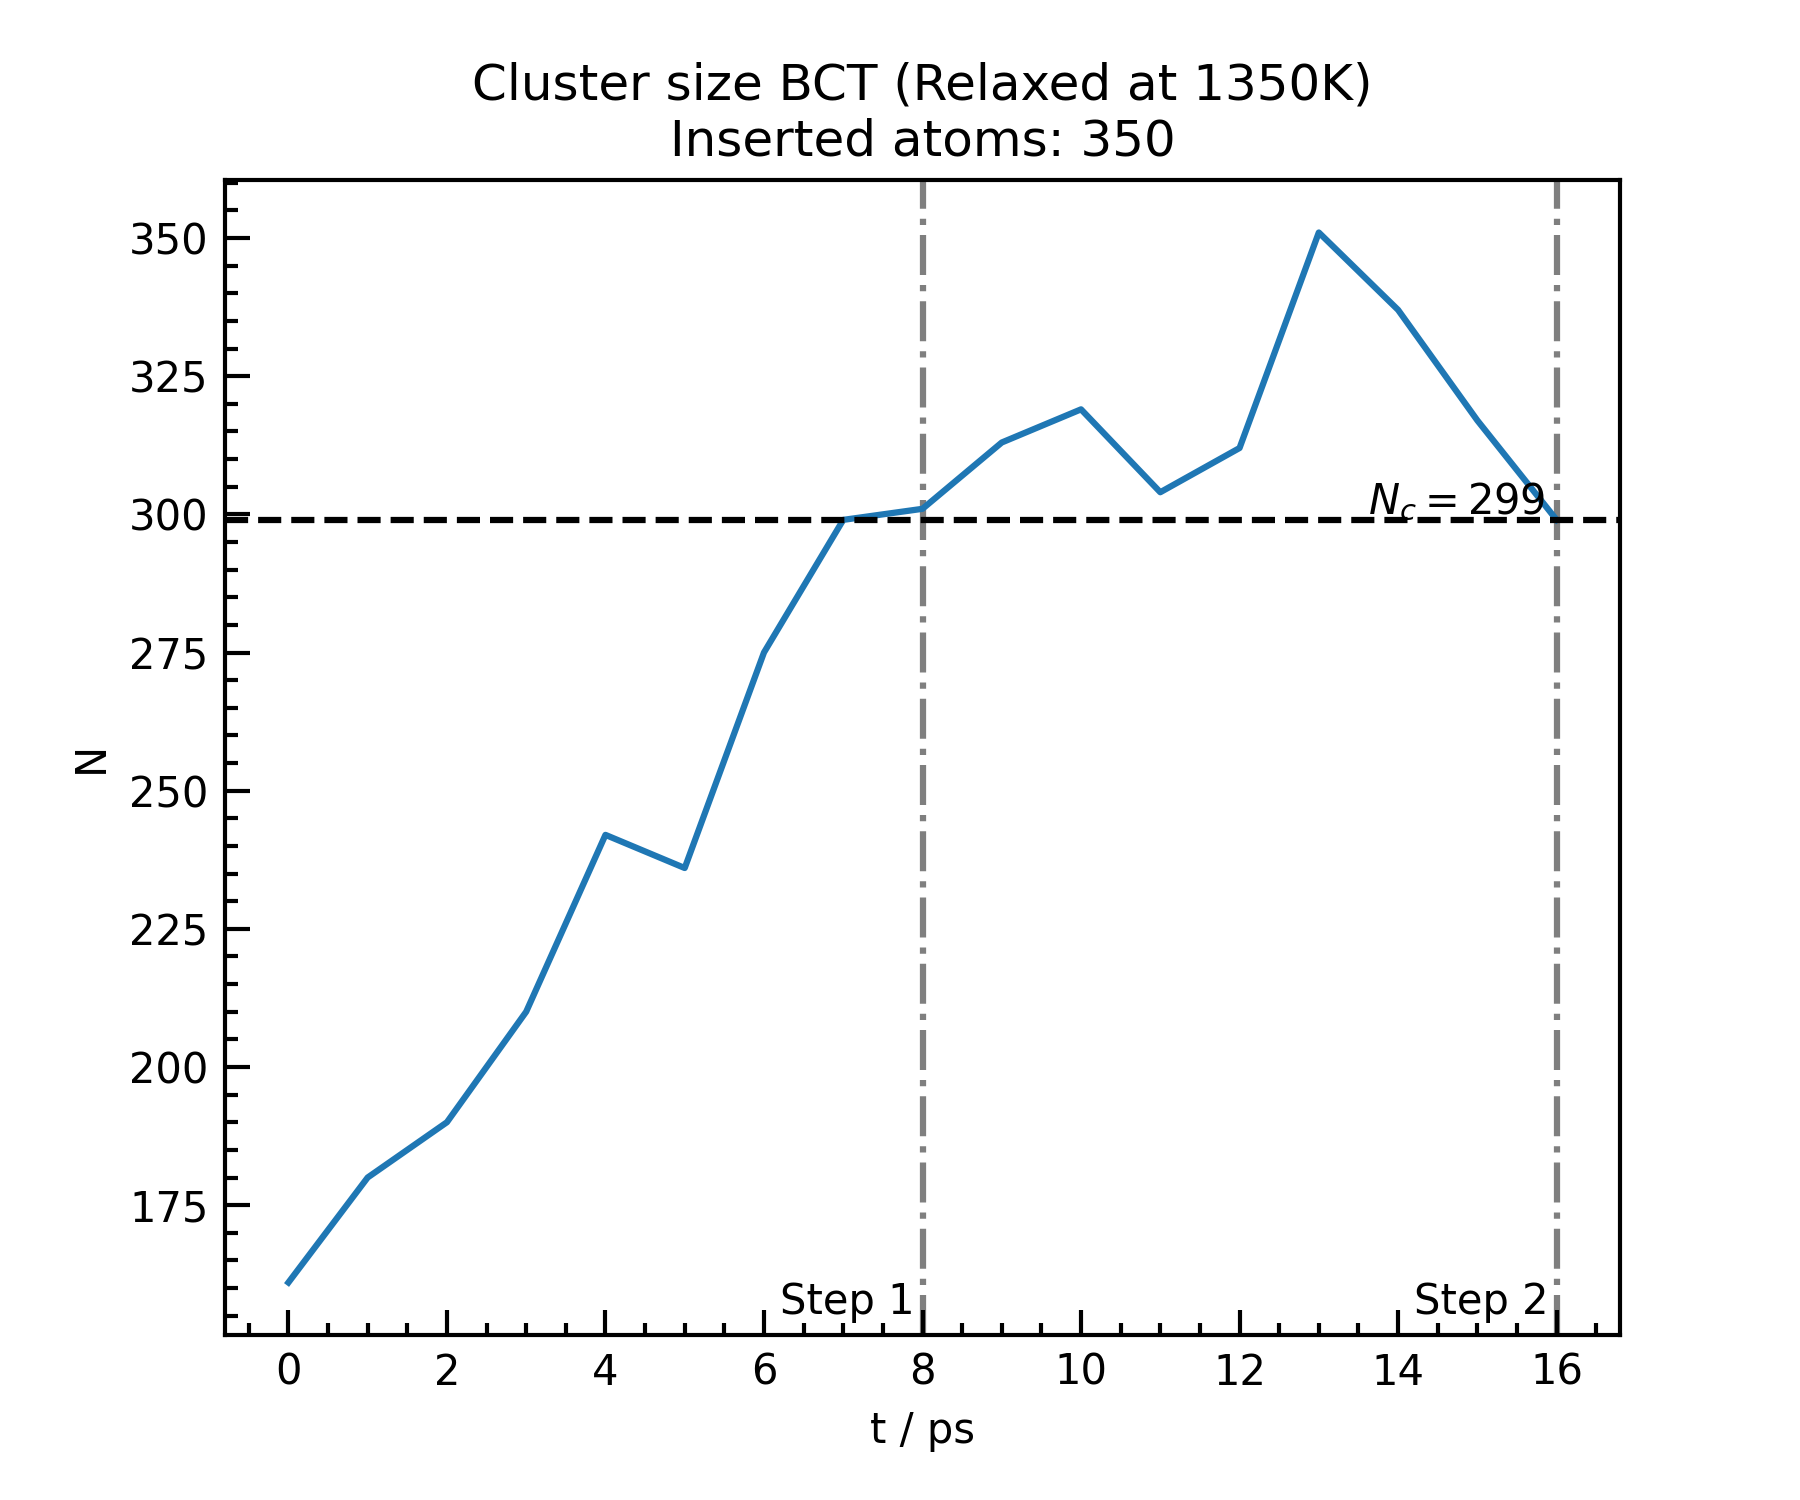 Cluster size BCT (Relaxed at 1350K)
Inserted atoms: 350
350
325
300
275
250
225
200
175
N
N_c = 299
Step 1
Step 2
0 2 4 6 8 10 12 14 16
t / ps